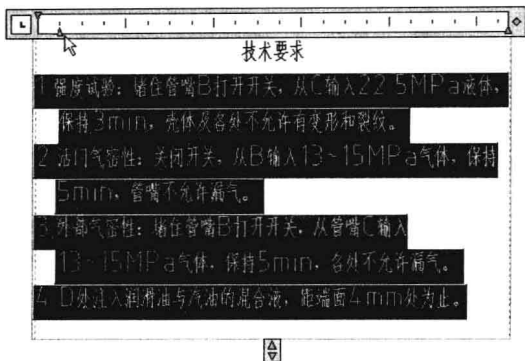 技术要求
1 强度试验：堵住管嘴B打开开关，从C输入22 5MPa液体，
保持3min，壳体及各处不允许有变形和裂纹。
2 活门气密性：关闭开关，从B输入13~15MPa气体，保持
5min，管嘴不允许漏气。
3 外部气密性：堵住管嘴B打开开关，从管嘴C输入
13~15MPa气体，保持5min，各处不允许漏气。
4 D处注入润滑油与汽油的混合液，距端面4mm处为止。